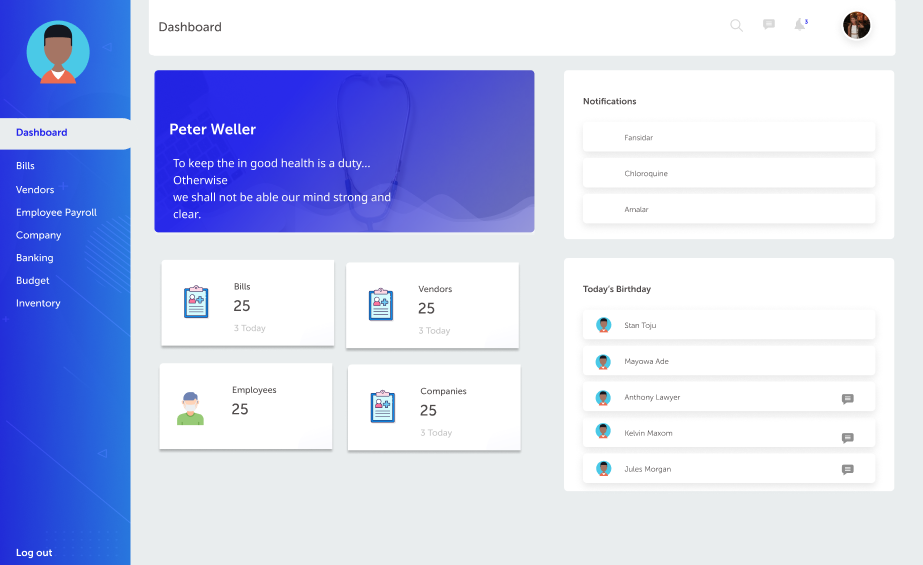 Dashboard
3
Dashboard
Bills
Vendors
Employee Payroll
Company
Banking
Budget
Inventory
Log out
Peter Weller
To keep the in good health is a duty...
Otherwise
we shall not be able our mind strong and
clear.
Bills
25
3 Today
Vendors
25
3 Today
Employees
25
Companies
25
3 Today
Notifications
Fansidar
Chloroquine
Amalar
Today's Birthday
Stan Toju
Mayowa Ade
Anthony Lawyer
Kelvin Maxom
Jules Morgan